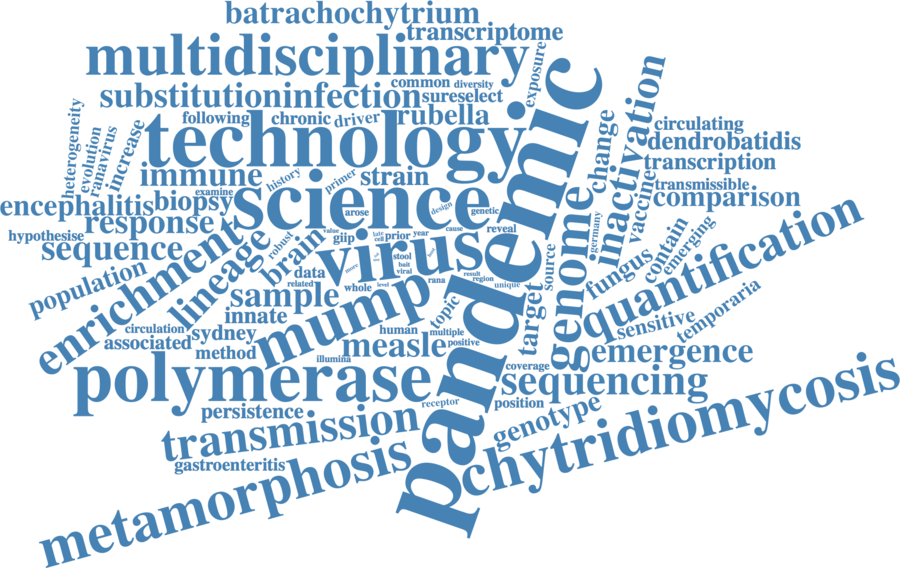 batrachochytrium
transcriptome
multidisciplinary
exposure
common
diversity
substitution
infection
sureselect
inactivation
pandemic
heterogeneity
evolution
ranavirus
increase
following
chronic
driver
rubella
technology
change
circulating
dendrobatidis
transcription
immune
examine
history
primer
strain
vaccine
transmissible
comparison
encephalitis
biopsy
science
arose
design
genetic
genome
response
hypothesise
sequence
enrichment
lineage
robust
brain
value
giip
late
cell
prior
year
cause
reveal
virus
germany
contain
emerging
quantification
source
fungus
population
data
related
more
stool
bait
viral
result
region
unique
whole
level
rana
sample
innate
mump
topic
target
sensitive
temporaria
circulation
associated
sydney
method
human
multiple
positive
measle
illumina
emergence
coverage
polymerase
sequencing
persistence
receptor
position
genotype
transmission
gastroenteritis
chytridiomycosis
metamorphosis